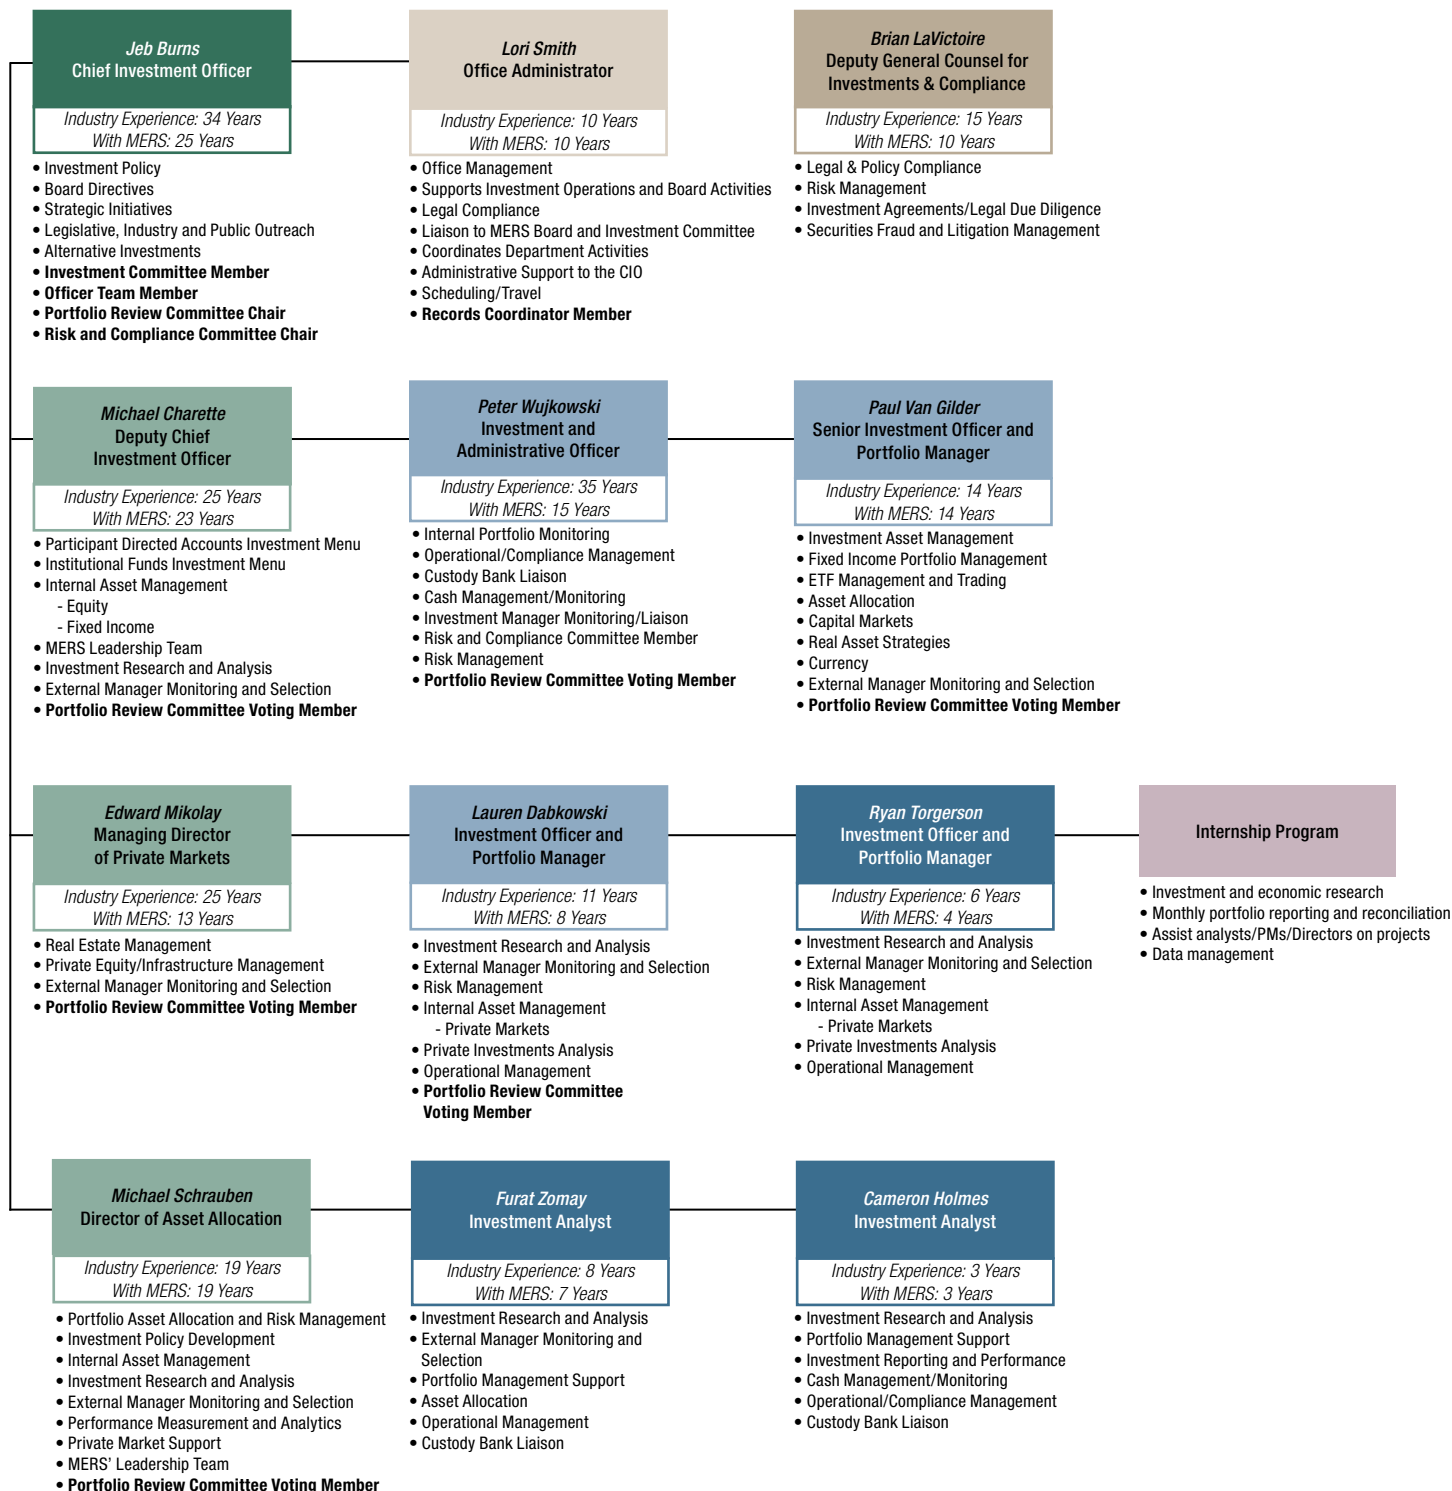 Jeb Burns
Chief Investment Officer
Industry Experience: 34 Years
With MERS: 25 Years
• Investment Policy
• Board Directives
• Strategic Initiatives
• Legislative, Industry and Public Outreach
• Alternative Investments
• Investment Committee Member
• Officer Team Member
• Portfolio Review Committee Chair
• Risk and Compliance Committee Chair
Lori Smith
Office Administrator
Industry Experience: 10 Years
With MERS: 10 Years
• Office Management
• Supports Investment Operations and Board Activities
• Legal Compliance
• Liaison to MERS Board and Investment Committee
• Coordinates Department Activities
• Administrative Support to the CIO
• Scheduling/Travel
• Records Coordinator Member
Brian LaVictoire
Deputy General Counsel for
Investments & Compliance
Industry Experience: 15 Years
With MERS: 10 Years
• Legal & Policy Compliance
• Risk Management
• Investment Agreements/Legal Due Diligence
• Securities Fraud and Litigation Management
Michael Charette
Deputy Chief
Investment Officer
Industry Experience: 25 Years
With MERS: 23 Years
• Participant Directed Accounts Investment Menu
• Institutional Funds Investment Menu
• Internal Asset Management
- Equity
- Fixed Income
• MERS Leadership Team
• Investment Research and Analysis
• External Manager Monitoring and Selection
• Portfolio Review Committee Voting Member
Peter Wujkowski
Investment and
Administrative Officer
Industry Experience: 35 Years
With MERS: 15 Years
• Internal Portfolio Monitoring
• Operational/Compliance Management
• Custody Bank Liaison
• Cash Management/Monitoring
• Investment Manager Monitoring/Liaison
• Risk and Compliance Committee Member
• Risk Management
• Portfolio Review Committee Voting Member
Paul Van Gilder
Senior Investment Officer and
Portfolio Manager
Industry Experience: 14 Years
With MERS: 14 Years
• Investment Asset Management
• Fixed Income Portfolio Management
• ETF Management and Trading
• Asset Allocation
• Capital Markets
• Real Asset Strategies
• Currency
• External Manager Monitoring and Selection
• Portfolio Review Committee Voting Member
Edward Mikolay
Managing Director
of Private Markets
Industry Experience: 25 Years
With MERS: 13 Years
• Real Estate Management
• Private Equity/Infrastructure Management
• External Manager Monitoring and Selection
• Portfolio Review Committee Voting Member
Lauren Dabkowski
Investment Officer and
Portfolio Manager
Industry Experience: 11 Years
With MERS: 8 Years
• Investment Research and Analysis
• External Manager Monitoring and Selection
• Risk Management
• Internal Asset Management
- Private Markets
• Private Investments Analysis
• Operational Management
• Portfolio Review Committee
Voting Member
Ryan Torgerson
Investment Officer and
Portfolio Manager
Industry Experience: 6 Years
With MERS: 4 Years
• Investment Research and Analysis
• External Manager Monitoring and Selection
• Risk Management
• Internal Asset Management
- Private Markets
• Private Investments Analysis
• Operational Management
Internship Program
• Investment and economic research
• Monthly portfolio reporting and reconciliation
• Assist analysts/PMs/Directors on projects
• Data management
Michael Schrauben
Director of Asset Allocation
Industry Experience: 19 Years
With MERS: 19 Years
• Portfolio Asset Allocation and Risk Management
• Investment Policy Development
• Internal Asset Management
• Investment Research and Analysis
• External Manager Monitoring and Selection
• Performance Measurement and Analytics
• Private Market Support
• MERS’ Leadership Team
• Portfolio Review Committee Voting Member
Furat Zomay
Investment Analyst
Industry Experience: 8 Years
With MERS: 7 Years
• Investment Research and Analysis
• External Manager Monitoring and
Selection
• Portfolio Management Support
• Asset Allocation
• Operational Management
• Custody Bank Liaison
Cameron Holmes
Investment Analyst
Industry Experience: 3 Years
With MERS: 3 Years
• Investment Research and Analysis
• Portfolio Management Support
• Investment Reporting and Performance
• Cash Management/Monitoring
• Operational/Compliance Management
• Custody Bank Liaison